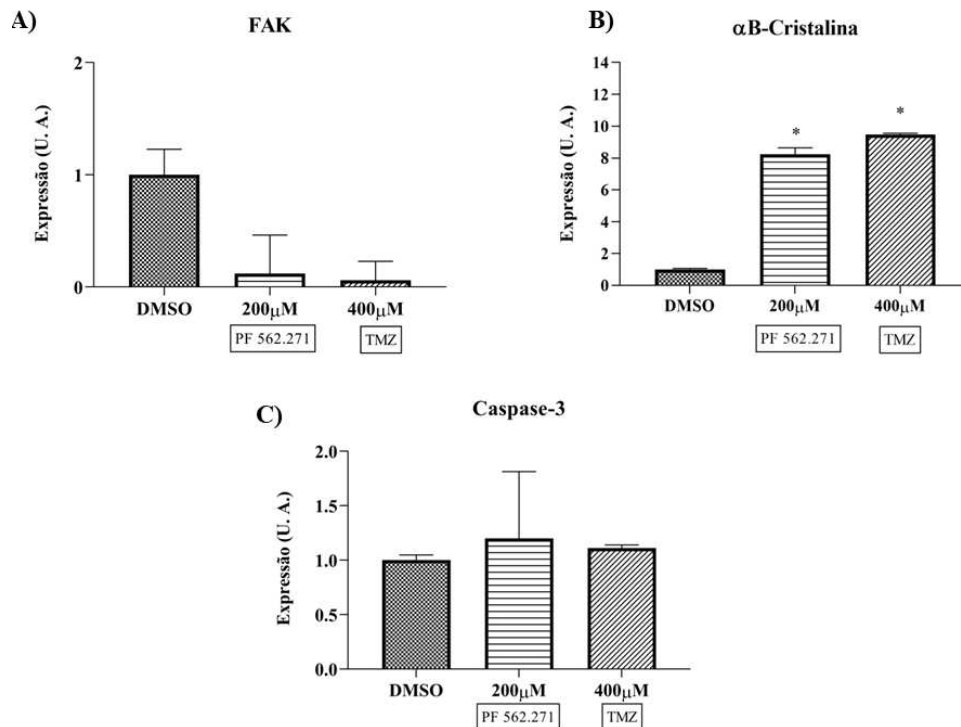 A)
FAK
Expressão (U. A.)
2
1
0
DMSO
200μM
400μM
PF 562.271
TMZ
B)
αB-Cristalina
Expressão (U. A.)
14
12
10
8
6
4
2
0
*
*
DMSO
200μM
400μM
PF 562.271
TMZ
C)
Caspase-3
Expressão (U. A.)
2.0
1.5
1.0
0.5
0.0
DMSO
200μM
400μM
PF 562.271
TMZ